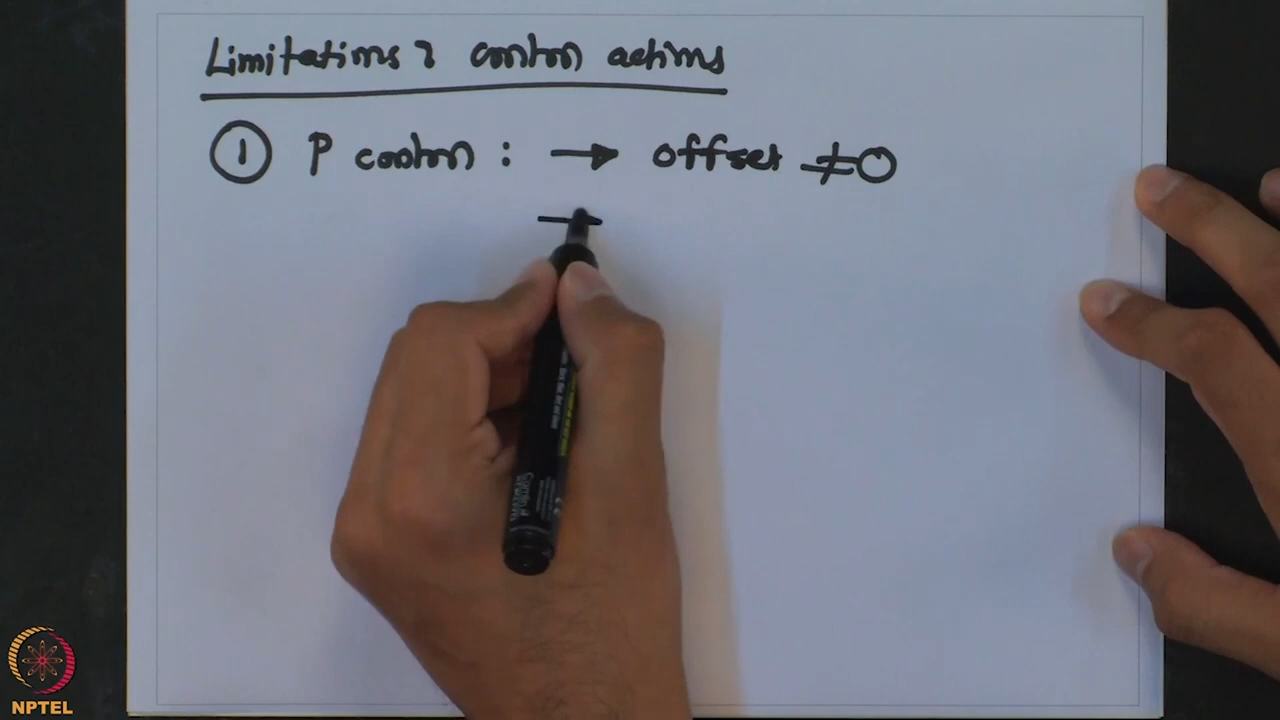 Limitations of control actions
① P control : → offset ≠0
NPTEL